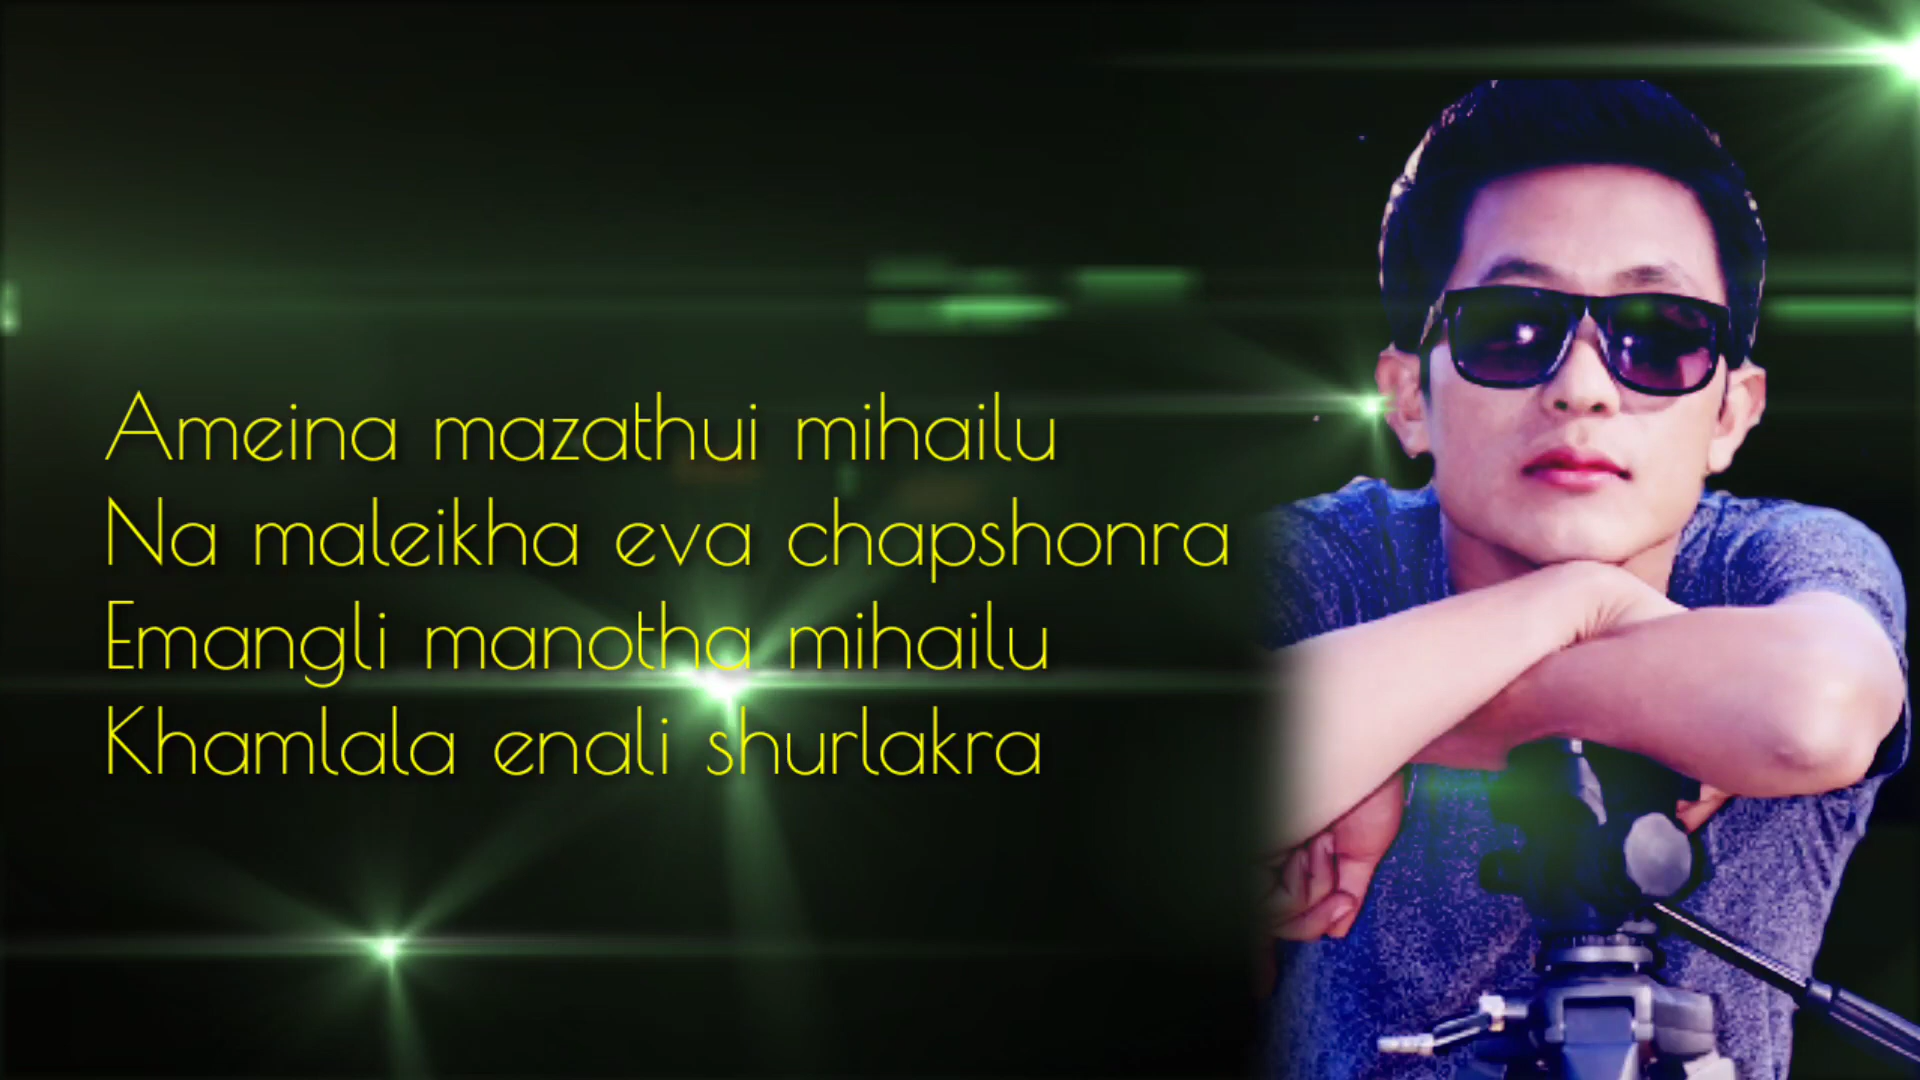 Ameina mazathui mihailu
Na maleikha eva chapshonra
Emangli manotha mihailu
Khamlala enali shurlakra